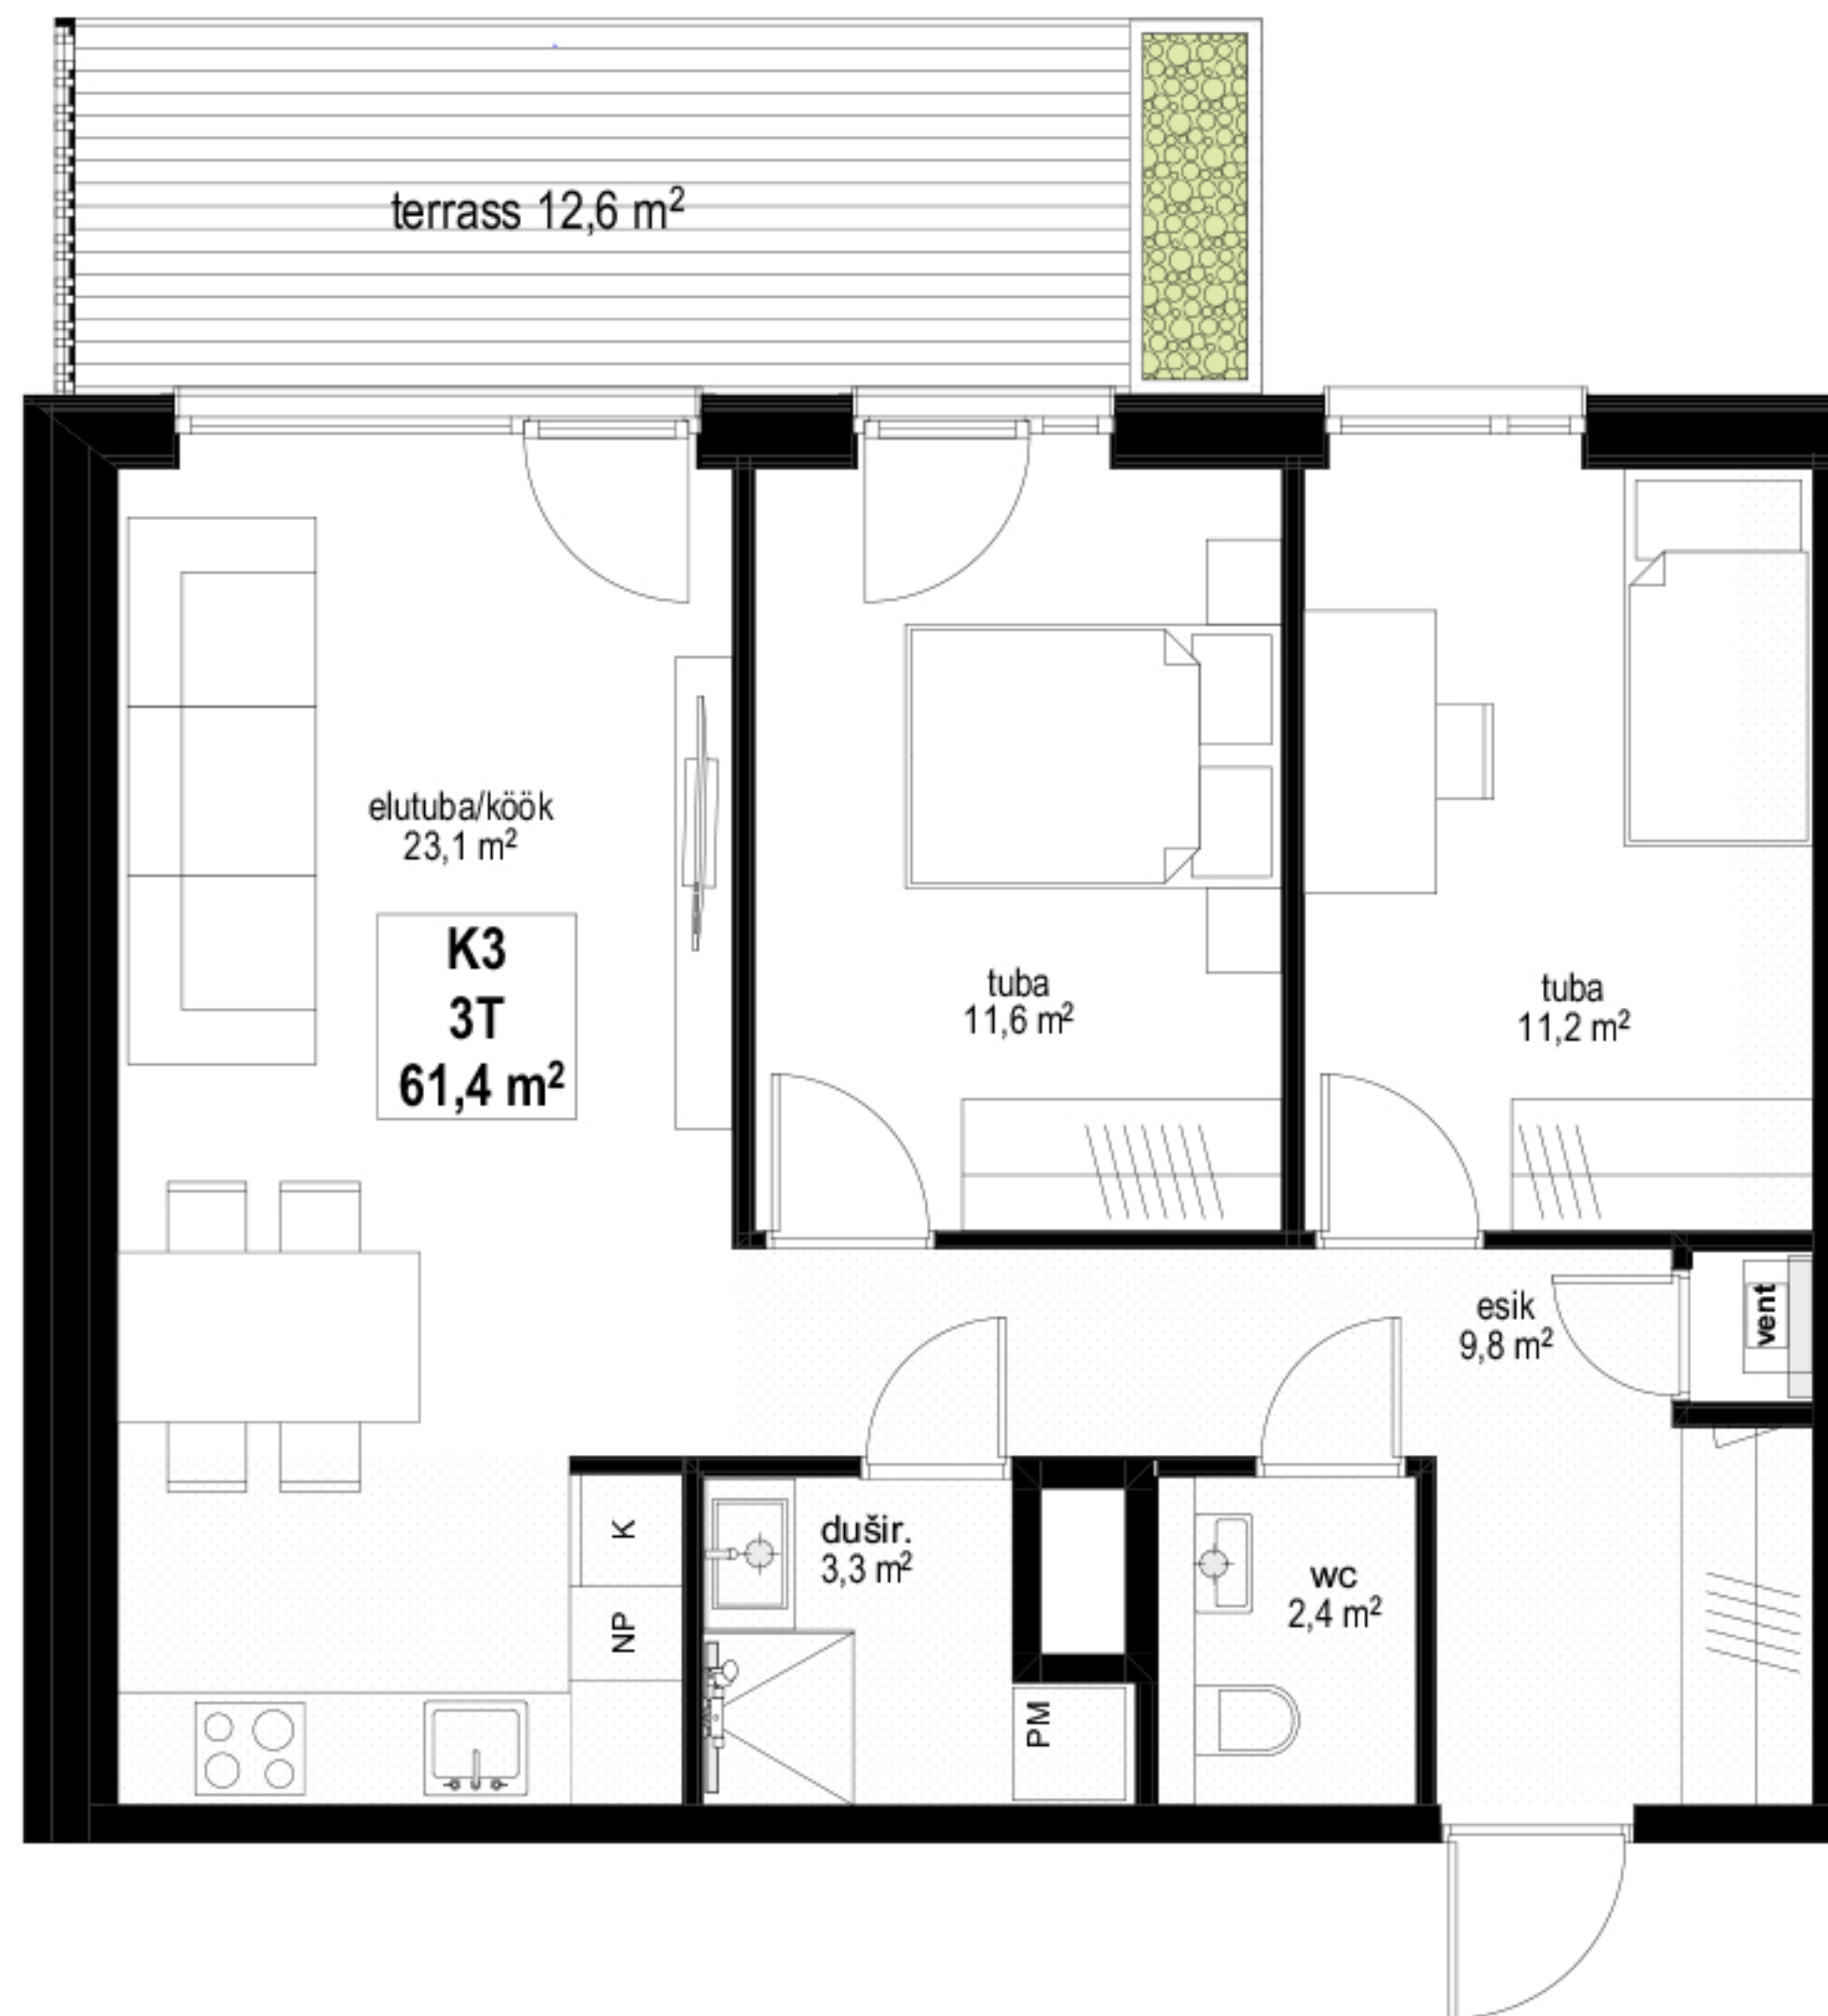 terrass 12,6 m²
elutuba/köök
23,1 m²
K3
3T
61,4 m²
tuba
11,6 m²
tuba
11,2 m²
esik
9,8 m²
vent
K
NP
dušir.
3,3 m²
PM
wc
2,4 m²